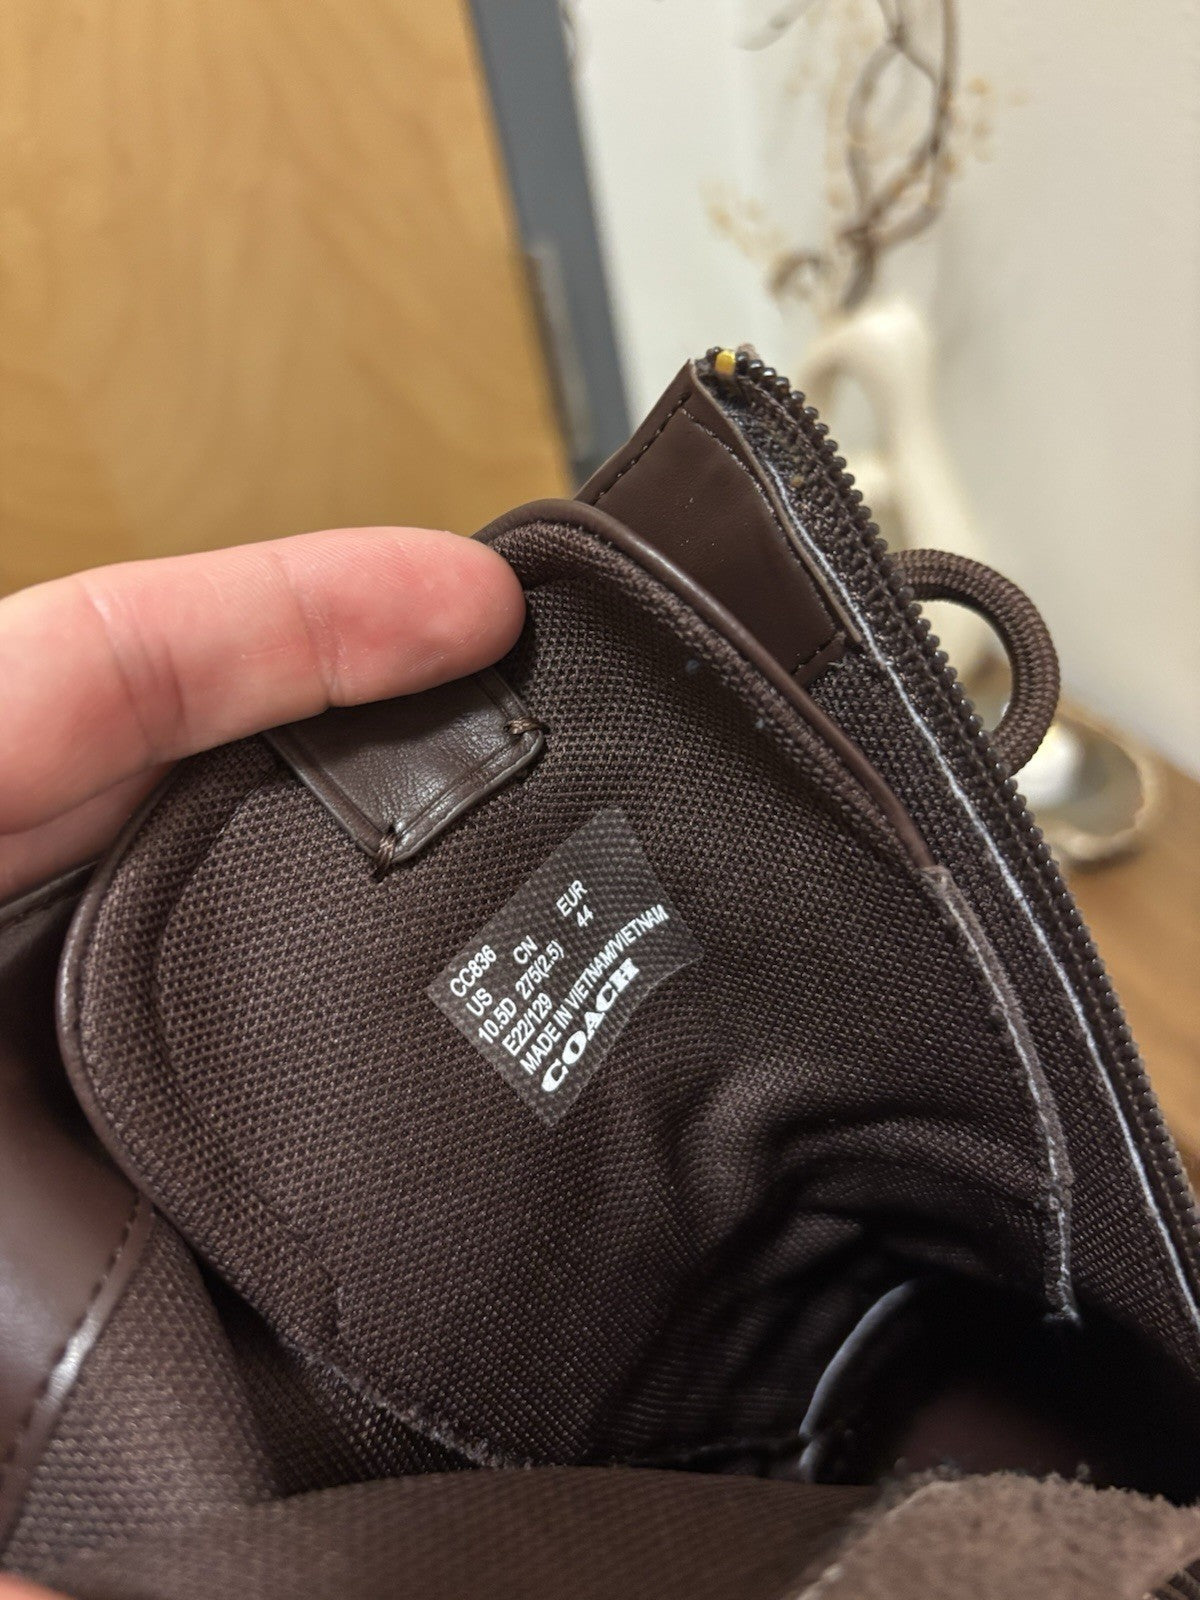 CC836
US CN EUR
10.5D 275(2.5) 44
E22/129
MADE IN VIETNAM/VIETNAM
COACH